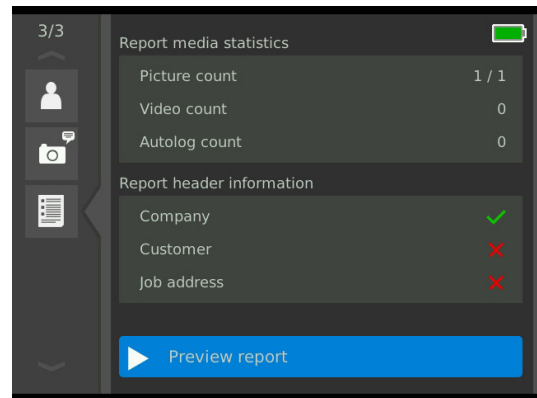 3/3
Report media statistics
Picture count 1 / 1
Video count 0
Autolog count 0
Report header information
Company
Customer
Job address
Preview report